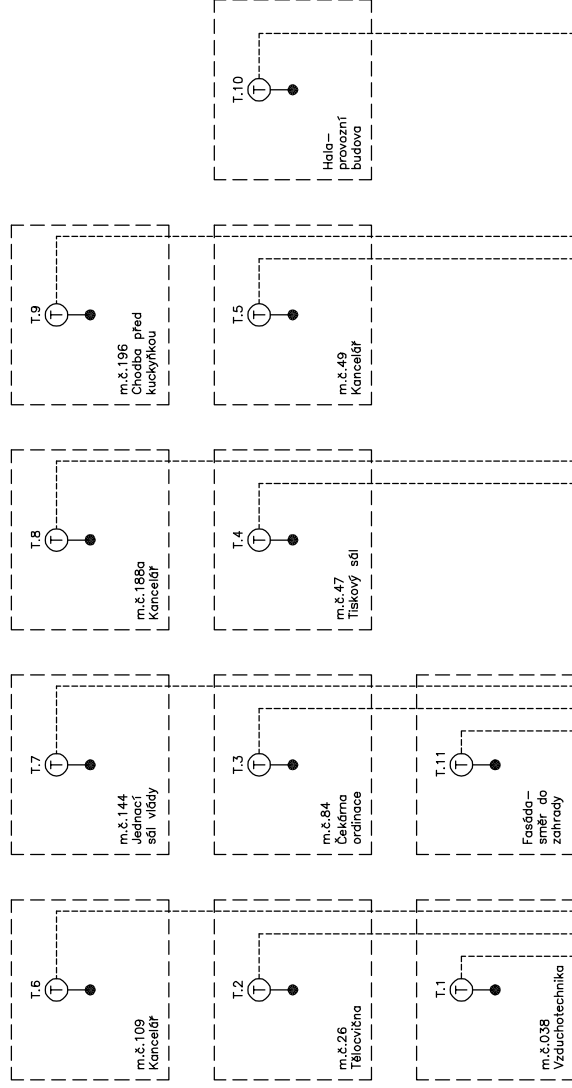 T.6
T
m.č.109
Kancelář
T.7
T
m.č.144
Jednací
sál vlády
T.8
T
m.č.188a
Kancelář
T.9
T
m.č.196
Chodba před
kuckyňkou
T.2
T
m.č.26
Tělocvična
T.3
T
m.č.84
Čekárna
ordinace
T.4
T
m.č.47
Tiskový sál
T.5
T
m.č.49
Kancelář
T.10
T
Hala–
provozní
budova
T.1
T
m.č.038
Vzduchotechnika
T.11
T
Fasáda–
směr do
zahrady